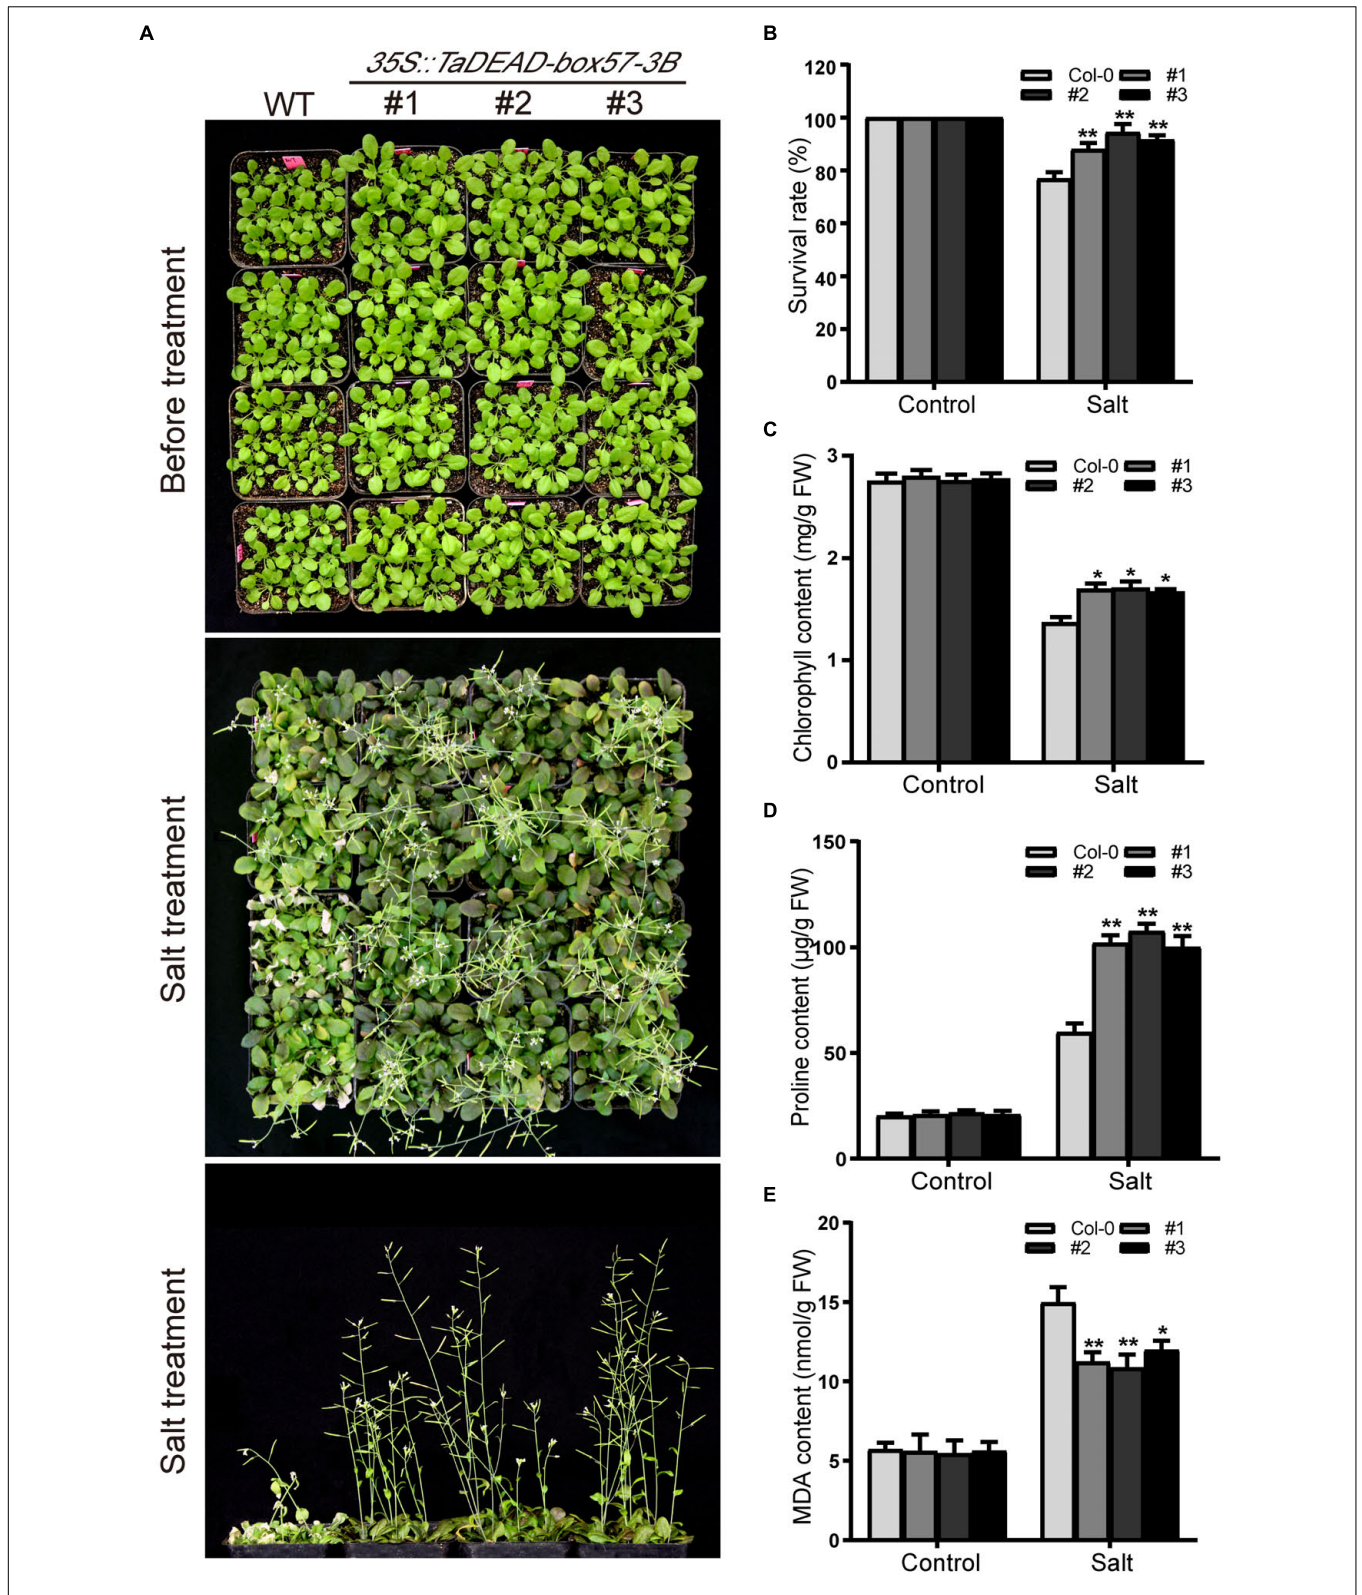 A
35S::TaDEAD-box57-3B
WT #1 #2 #3
Before treatment
Salt treatment
Salt treatment
B
Survival rate (%)
120
100
80
60
40
20
0
Col-0 #1
#2 #3
** ** **
Control Salt
C
Chlorophyll content (mg/g FW)
3
2
1
0
Col-0 #1
#2 #3
* * *
Control Salt
D
Proline content (µg/g FW)
150
100
50
0
Col-0 #1
#2 #3
** ** **
Control Salt
E
MDA content (nmol/g FW)
20
15
10
5
0
Col-0 #1
#2 #3
** ** *
Control Salt